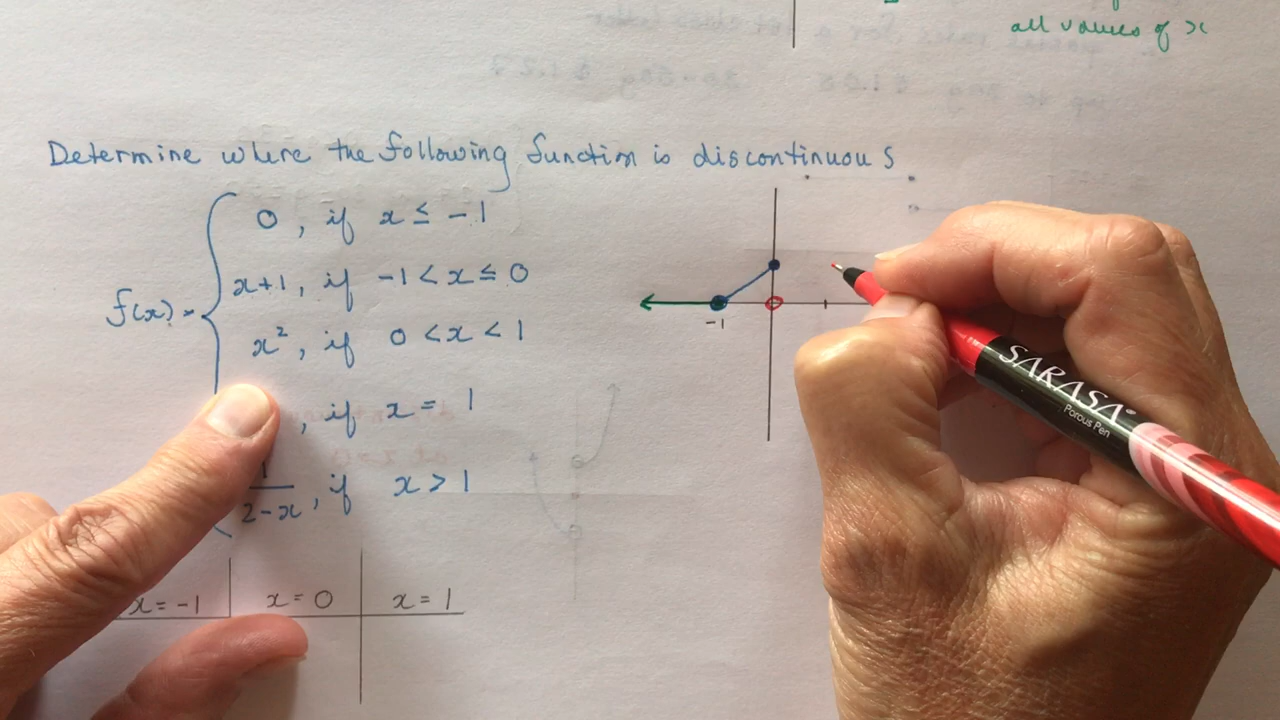 all values of x
Determine where the following function is discontinuous
f(x) =
0, if x ≤ -1
x+1, if -1 < x ≤ 0
x², if 0 < x < 1
, if x = 1
1/(2-x), if x > 1
-1
SARASA®
Porous Pen
x = -1 x = 0 x = 1